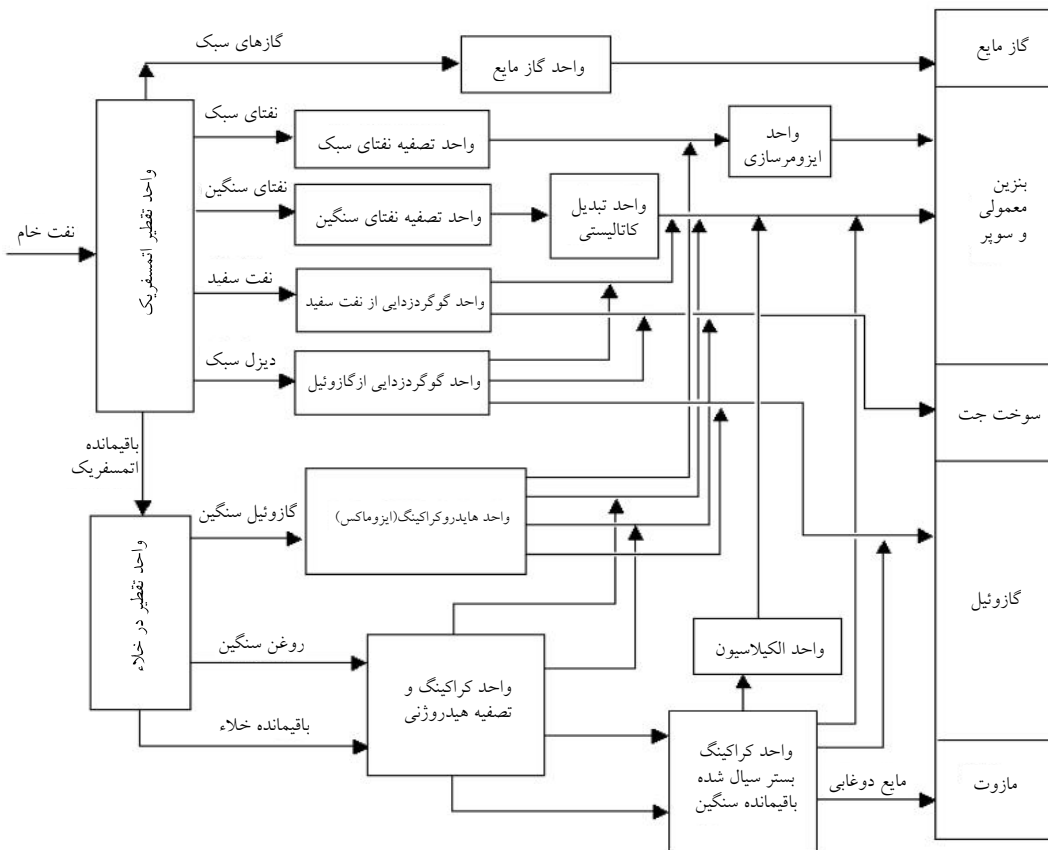 گازهای سبک
واحد گاز مایع
گاز مایع
نفتای سبک
واحد تصفیه نفتای سبک
واحد
ایزومرسازی
نفتای سنگین
واحد تصفیه نفتای سنگین
واحد تبدیل
کاتالیستی
بنزین
معمولی
و سوپر
نفت خام
واحد تقطیر اتمسفریک
نفت سفید
واحد گوگردزدایی از نفت سفید
دیزل سبک
واحد گوگردزدایی ازگازوئیل
سوخت جت
باقیمانده
اتمسفریک
گازوئیل سنگین
واحد هایدروکراکینگ(ایزوماکس)
واحد تقطیر در خلاء
گازوئیل
روغن سنگین
واحد کراکینگ و
تصفیه هیدروژنی
واحد الکیلاسیون
باقیمانده خلاء
واحد کراکینگ
بستر سیال شده
باقیمانده سنگین
مایع دوغابی
مازوت